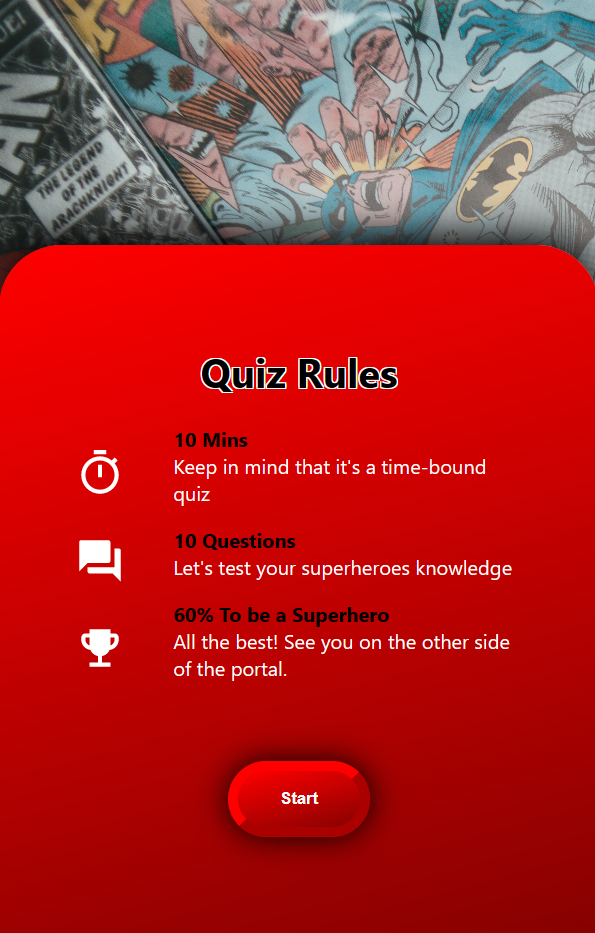 THE LEGEND
OF THE
ARACHKNIGHT
Quiz Rules
10 Mins
Keep in mind that it's a time-bound
quiz
10 Questions
Let's test your superheroes knowledge
60% To be a Superhero
All the best! See you on the other side
of the portal.
Start